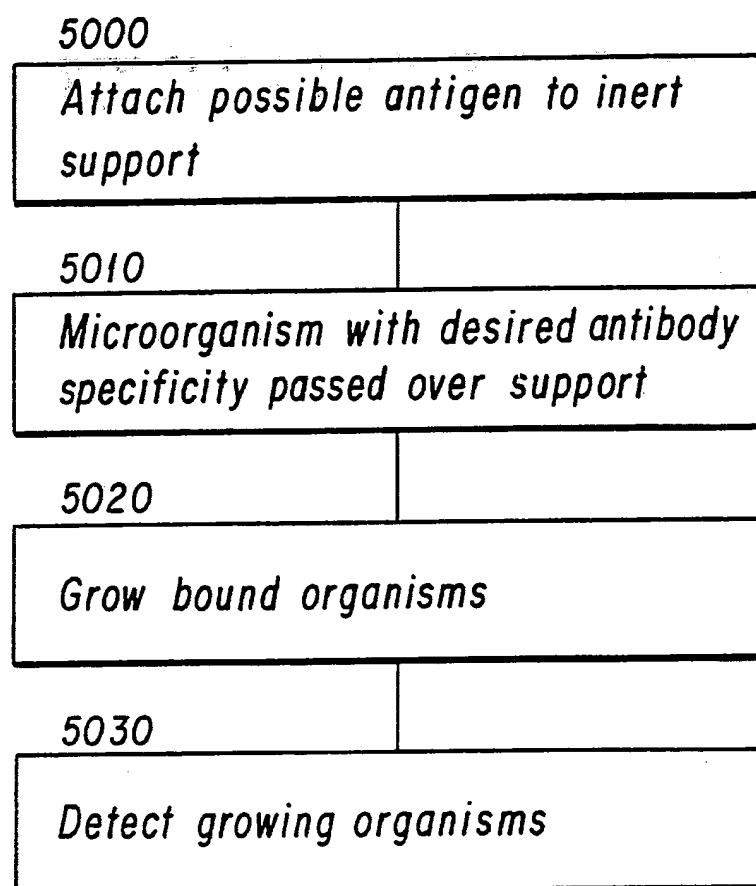 5000
Attach possible antigen to inert
support
5010
Microorganism with desired antibody
specificity passed over support
5020
Grow bound organisms
5030
Detect growing organisms